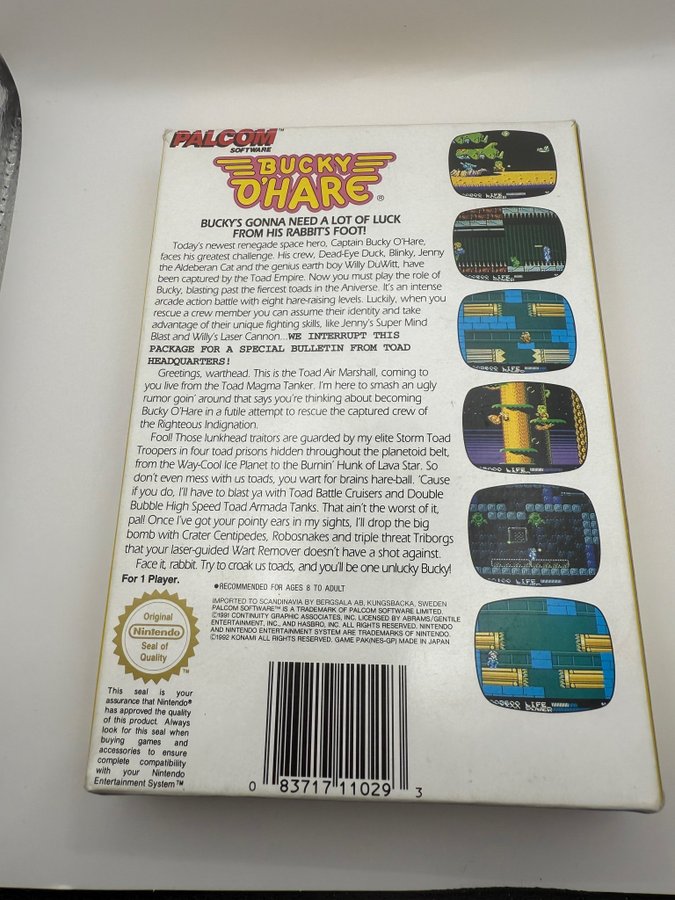 PALCOM™
SOFTWARE
BUCKY
O'HARE®
BUCKY'S GONNA NEED A LOT OF LUCK
FROM HIS RABBIT'S FOOT!
Today's newest renegade space hero, Captain Bucky O'Hare,
faces his greatest challenge. His crew, Dead-Eye Duck, Blinky, Jenny
the Aldeberan Cat and the genius earth boy Willy DuWitt, have
been captured by the Toad Empire. Now you must play the role of
Bucky, blasting past the fiercest toads in the Aniverse. It's an intense
arcade action battle with eight hare-raising levels. Luckily, when you
rescue a crew member you can assume their identity and take
advantage of their unique fighting skills, like Jenny's Super Mind
Blast and Willy's Laser Cannon...WE INTERRUPT THIS
PACKAGE FOR A SPECIAL BULLETIN FROM TOAD
HEADQUARTERS!
Greetings, warthead. This is the Toad Air Marshall, coming to
you live from the Toad Magma Tanker. I'm here to smash an ugly
rumor goin' around that says you're thinking about becoming
Bucky O'Hare in a futile attempt to rescue the captured crew of
the Righteous Indignation.
Fool! Those lunkhead traitors are guarded by my elite Storm Toad
Troopers in four toad prisons hidden throughout the planetoid belt,
from the Way-Cool Ice Planet to the Burnin' Hunk of Lava Star. So
don't even mess with us toads, you wart for brains hare-ball. 'Cause
if you do, I'll have to blast ya with Toad Battle Cruisers and Double
Bubble High Speed Toad Armada Tanks. That ain't the worst of it,
pal! Once I've got your pointy ears in my sights, I'll drop the big
bomb with Crater Centipedes, Robosnakes and triple threat Triborgs
that your laser-guided Wart Remover doesn't have a shot against.
Face it, rabbit. Try to croak us toads, and you'll be one unlucky Bucky!
For 1 Player.
●RECOMMENDED FOR AGES 8 TO ADULT
IMPORTED TO SCANDINAVIA BY BERGSALA AB, KUNGSBACKA, SWEDEN
PALCOM SOFTWARE™ IS A TRADEMARK OF PALCOM SOFTWARE LIMITED.
©1991 CONTINUITY GRAPHIC ASSOCIATES, INC. LICENSED BY ABRAMS/GENTILE
ENTERTAINMENT, INC., AND HASBRO, INC. ALL RIGHTS RESERVED. NINTENDO
AND NINTENDO ENTERTAINMENT SYSTEM ARE TRADEMARKS OF NINTENDO.
©1992 KONAMI ALL RIGHTS RESERVED. GAME PAK(NES-GP) MADE IN JAPAN
Original
Nintendo
Seal of
Quality
™
This seal is your
assurance that Nintendo®
has approved the quality
of this product. Always
look for this seal when
buying games and
accessories to ensure
complete compatibility
with your Nintendo
Entertainment System™
0 83717 11029 3
LIFE
LIFE
LIFE
LIFE
LIFE
LIFE
POWER